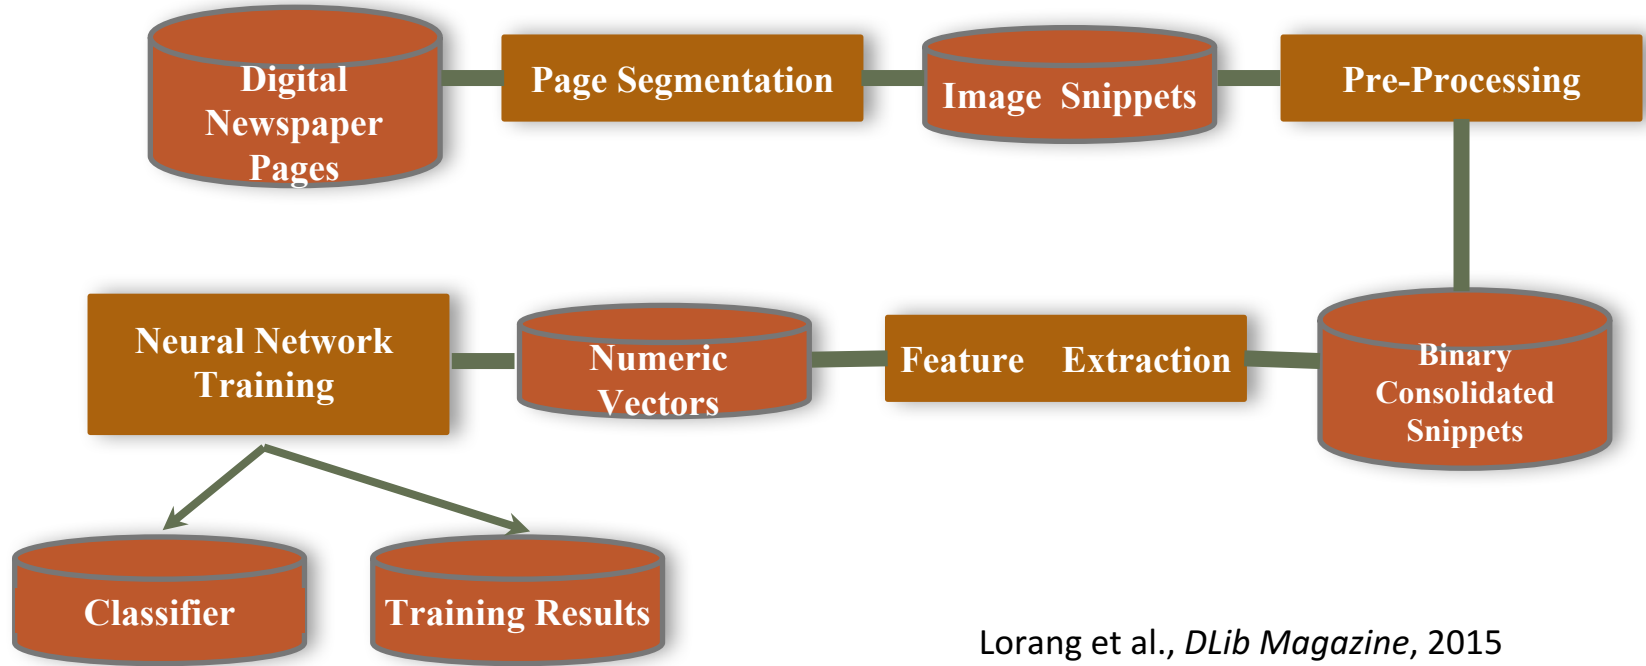 Digital
Newspaper
Pages
Page Segmentation
Image Snippets
Pre-Processing
Binary
Consolidated
Snippets
Feature Extraction
Numeric
Vectors
Neural Network
Training
Classifier
Training Results
Lorang et al., DLib Magazine, 2015